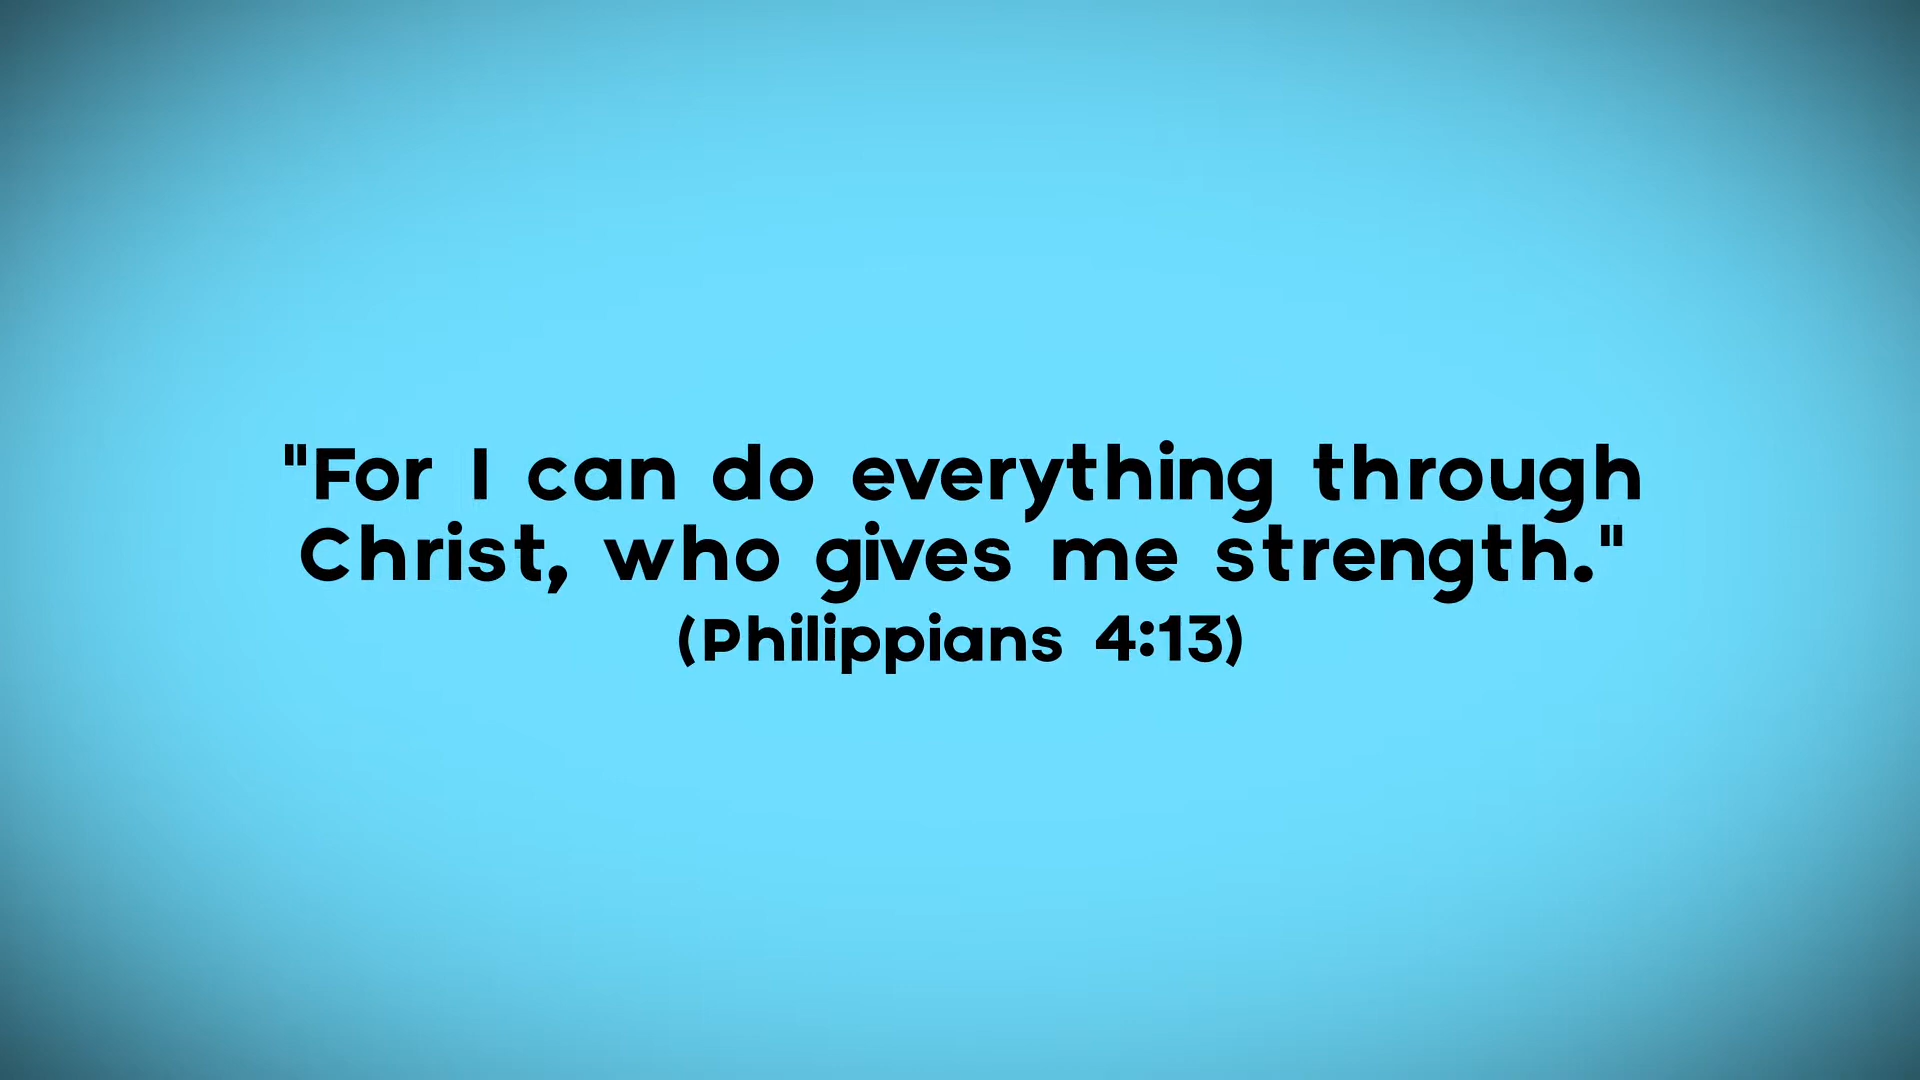 "For I can do everything through
Christ, who gives me strength."
(Philippians 4:13)